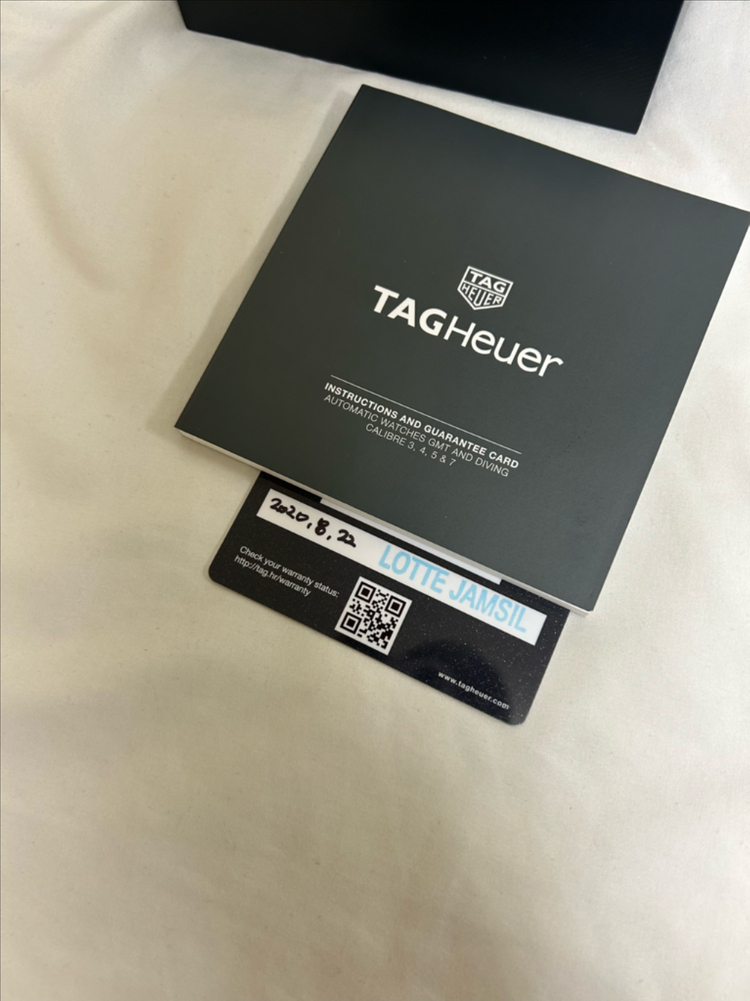 TAG
HEUER
TAGHeuer
INSTRUCTIONS AND GUARANTEE CARD
AUTOMATIC WATCHES GMT AND DIVING
CALIBRE 3, 4, 5 & 7
2020, 8, 22
LOTTE JAMSIL
Check your warranty status:
http://tag.hr/warranty
www.tagheuer.com